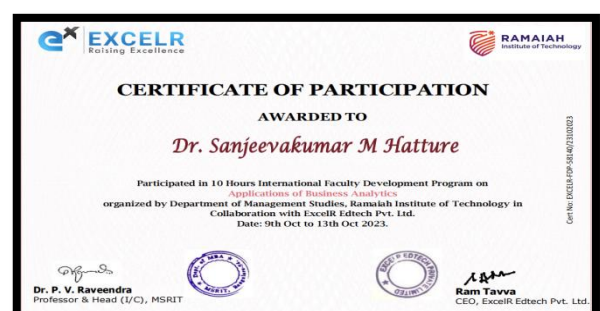 EXCELR
Raising Excellence
RAMAIAH
Institute of Technology
CERTIFICATE OF PARTICIPATION
AWARDED TO
Dr. Sanjeevakumar M Hatture
Participated in 10 Hours International Faculty Development Program on
Applications of Business Analytics
organized by Department of Management Studies, Ramaiah Institute of Technology in
Collaboration with ExcelR Edtech Pvt. Ltd.
Date: 9th Oct to 13th Oct 2023.
Cert No: EXCELR-FDP-58140/23102023
Dr. P. V. Raveendra
Professor & Head (I/C), MSRIT
Ram Tavva
CEO, ExcelR Edtech Pvt. Ltd.